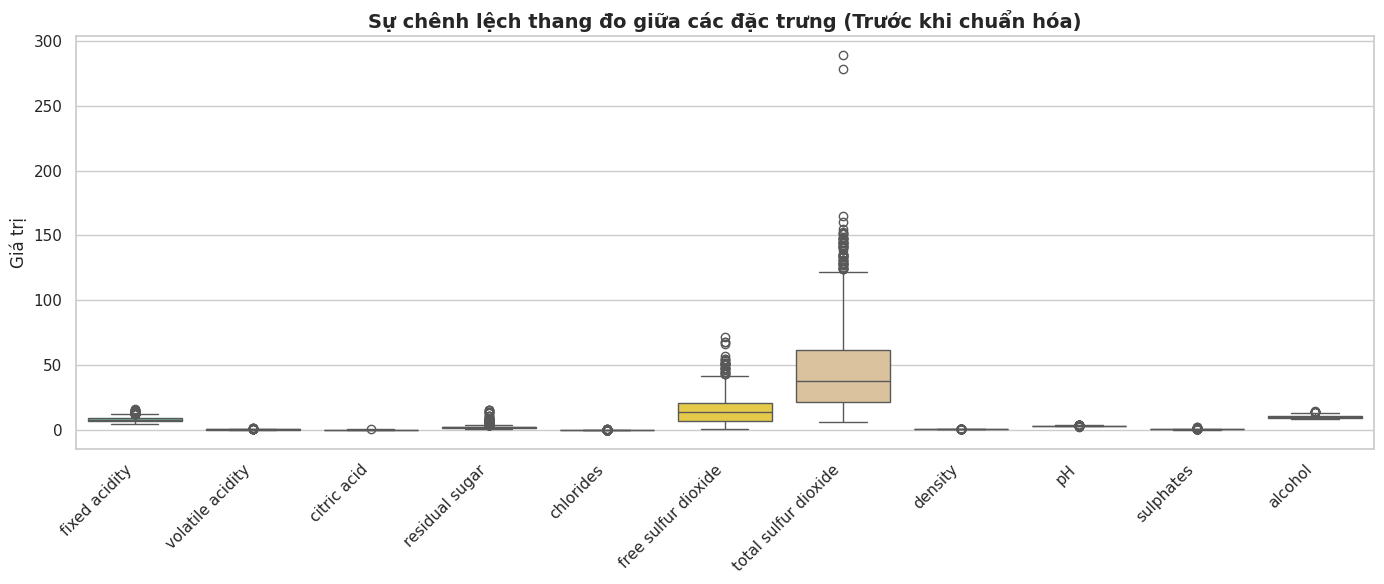 Sự chênh lệch thang đo giữa các đặc trưng (Trước khi chuẩn hóa)
Giá trị
300
250
200
150
100
50
0
fixed acidity
volatile acidity
citric acid
residual sugar
chlorides
free sulfur dioxide
total sulfur dioxide
density
pH
sulphates
alcohol